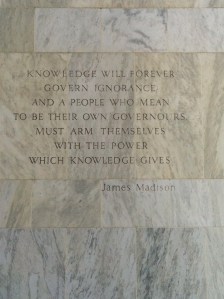 KNOWLEDGE WILL FOREVER
GOVERN IGNORANCE
AND A PEOPLE WHO MEAN
TO BE THEIR OWN GOVERNOURS,
MUST ARM THEMSELVES
WITH THE POWER
WHICH KNOWLEDGE GIVES
James Madison